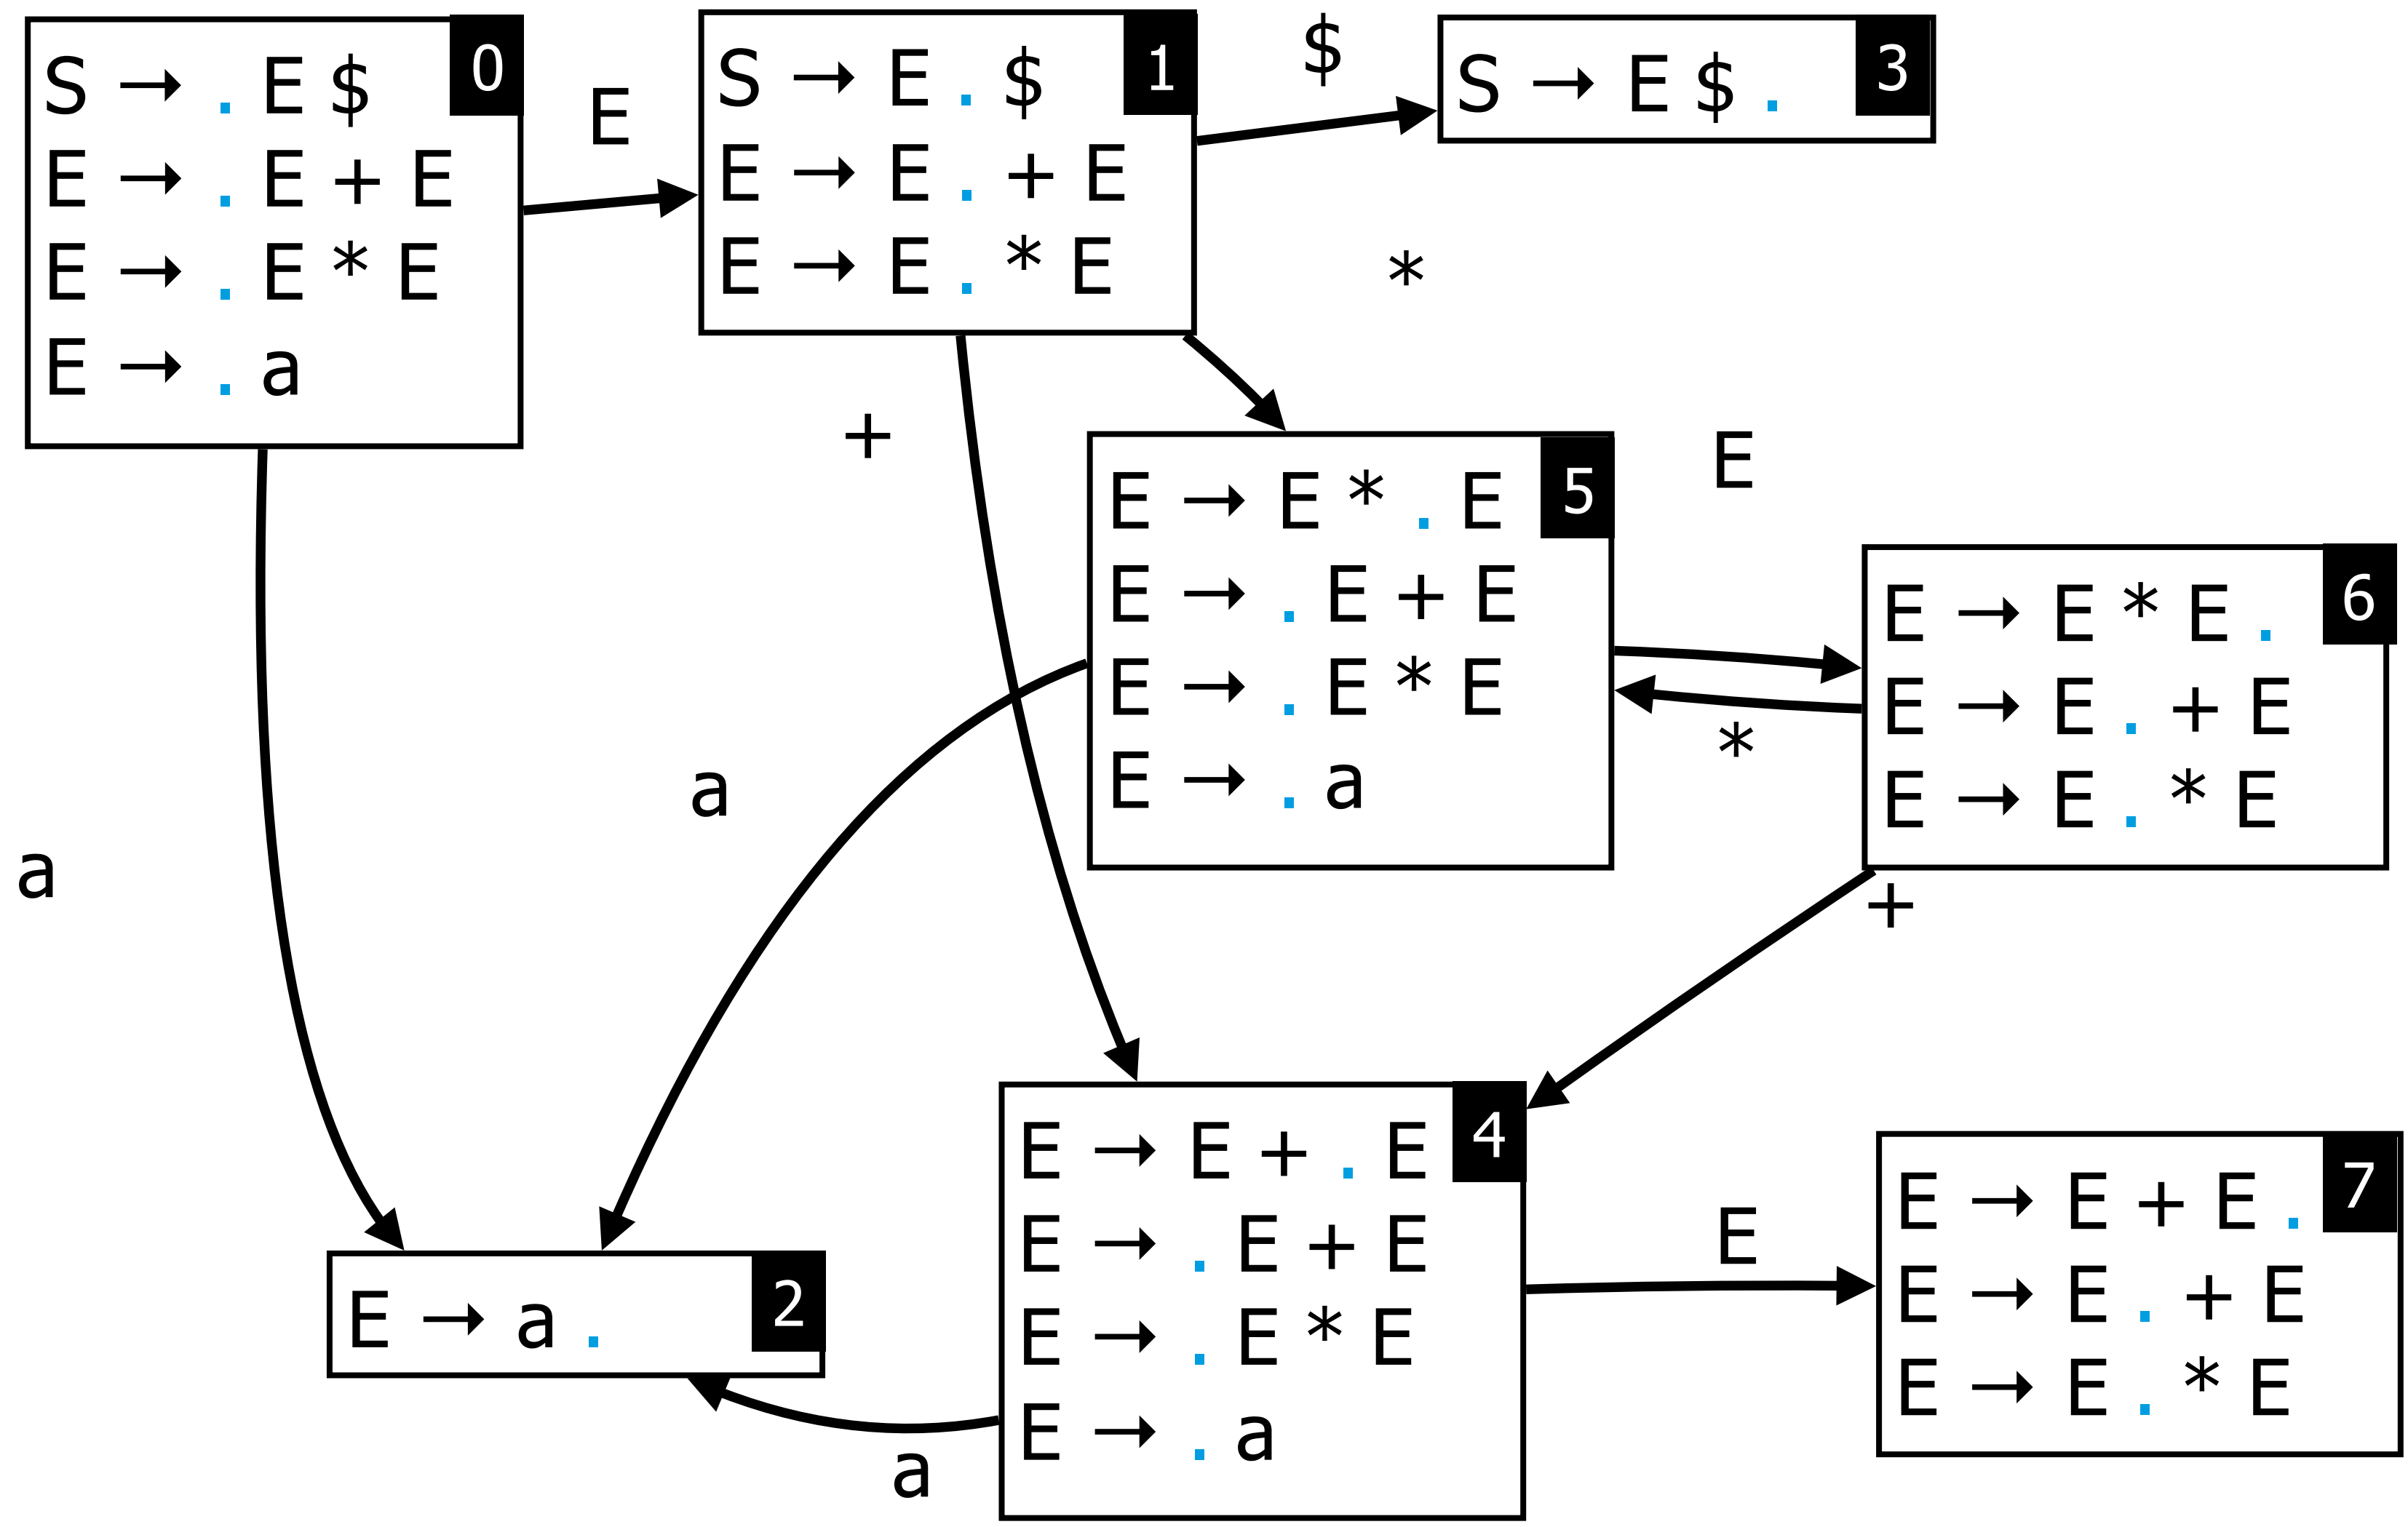 0
S → . E $
E → . E + E
E → . E * E
E → . a
E
1
S → E . $
E → E . + E
E → E . * E
$
3
S → E $ .
*
+
5
E → E * . E
E → . E + E
E → . E * E
E → . a
E
6
E → E * E .
E → E . + E
E → E . * E
*
a
a
+
4
E → E + . E
E → . E + E
E → . E * E
E → . a
E
7
E → E + E .
E → E . + E
E → E . * E
2
E → a .
a